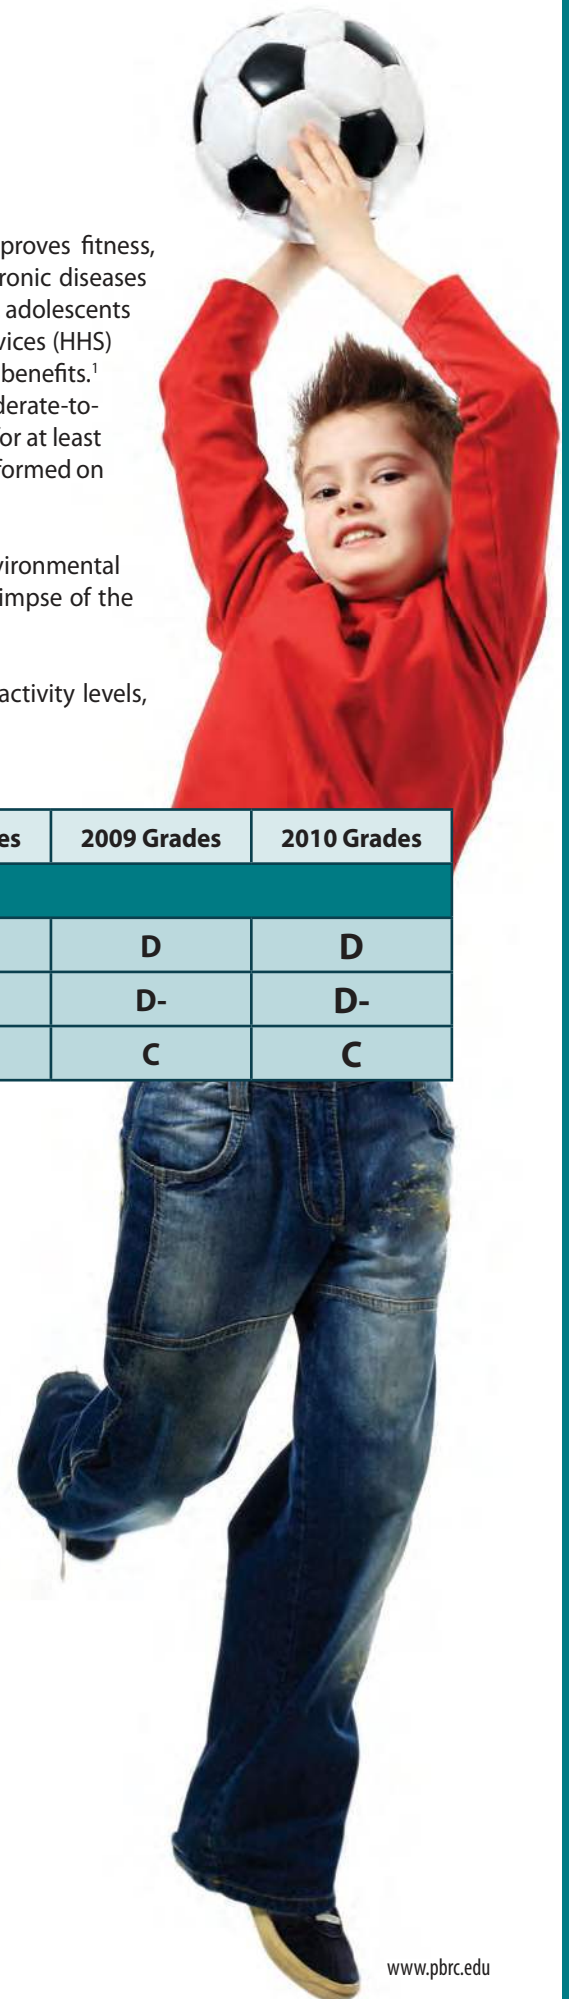 proves fitness,
ronic diseases
adolescents
vices (HHS)
benefits.¹
derate-to-
for at least
formed on
vironmental
limpse of the
activity levels,
es 2009 Grades 2010 Grades
D D
D- D-
C C
www.pbrc.edu